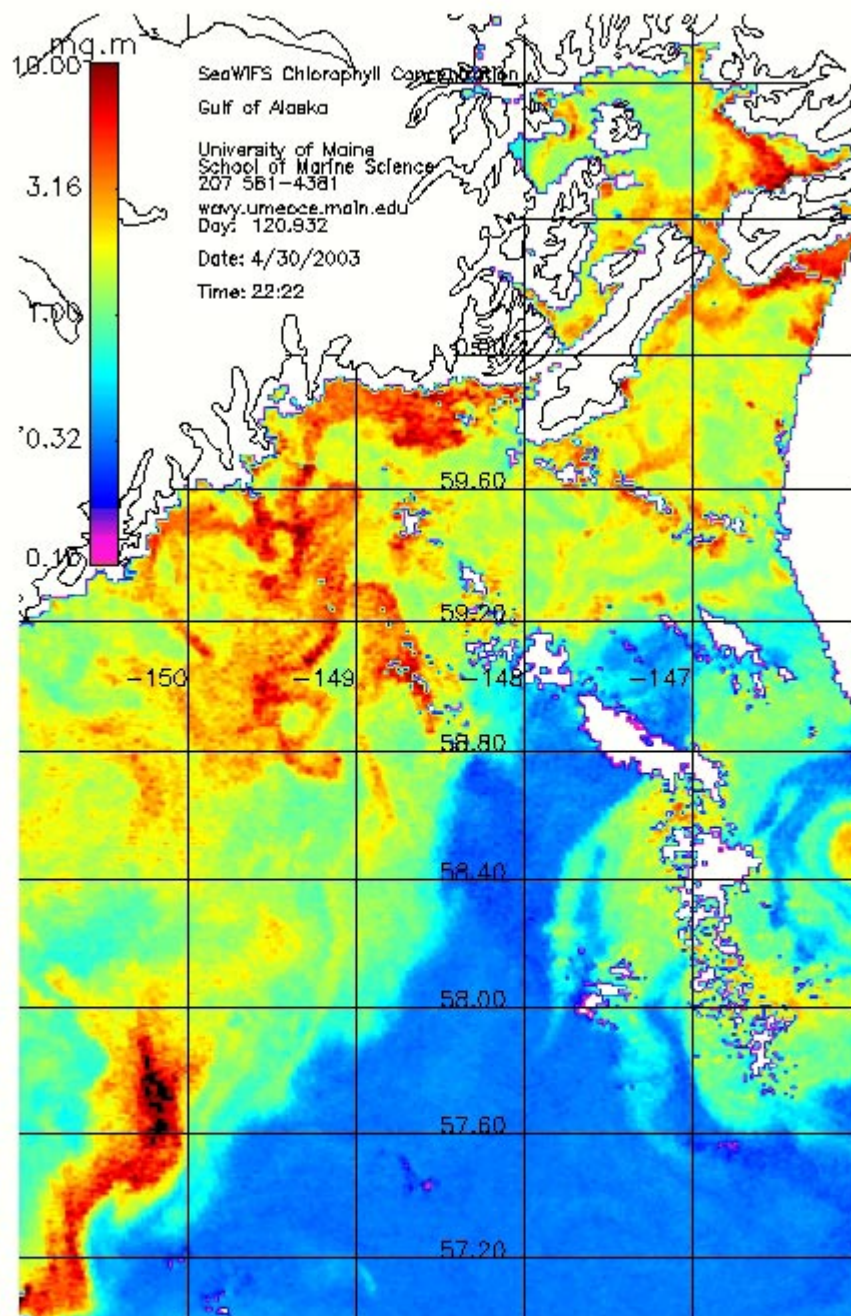 mg.m
10.00
SeaWIFS Chlorophyll Concentration
Gulf of Alaska
University of Maine
School of Marine Science
3.16
207 581-4381
wavy.umeoce.main.edu
Day: 120.932
Date: 4/30/2003
Time: 22:22
1.00
0.32
59.60
0.10
59.20
-150
-149
-148
-147
58.80
58.40
58.00
57.60
57.20